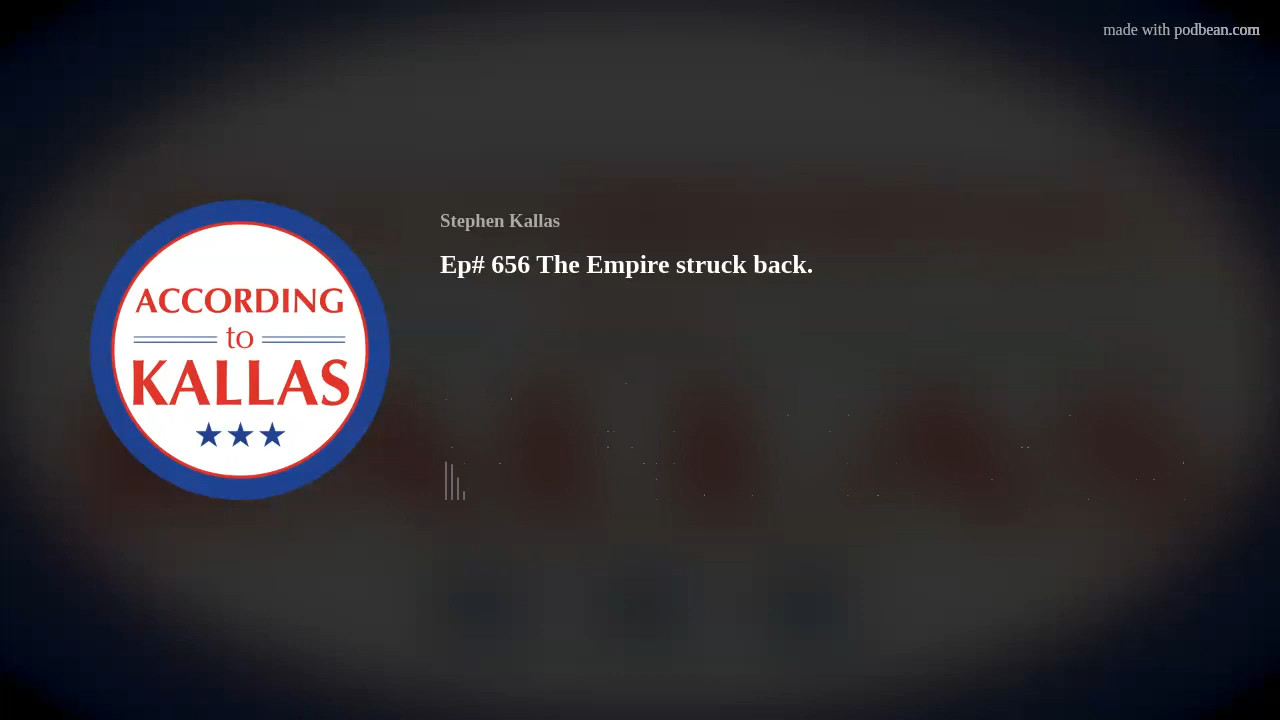 made with podbean.com
Stephen Kallas
Ep# 656 The Empire struck back.
ACCORDING
to
KALLAS